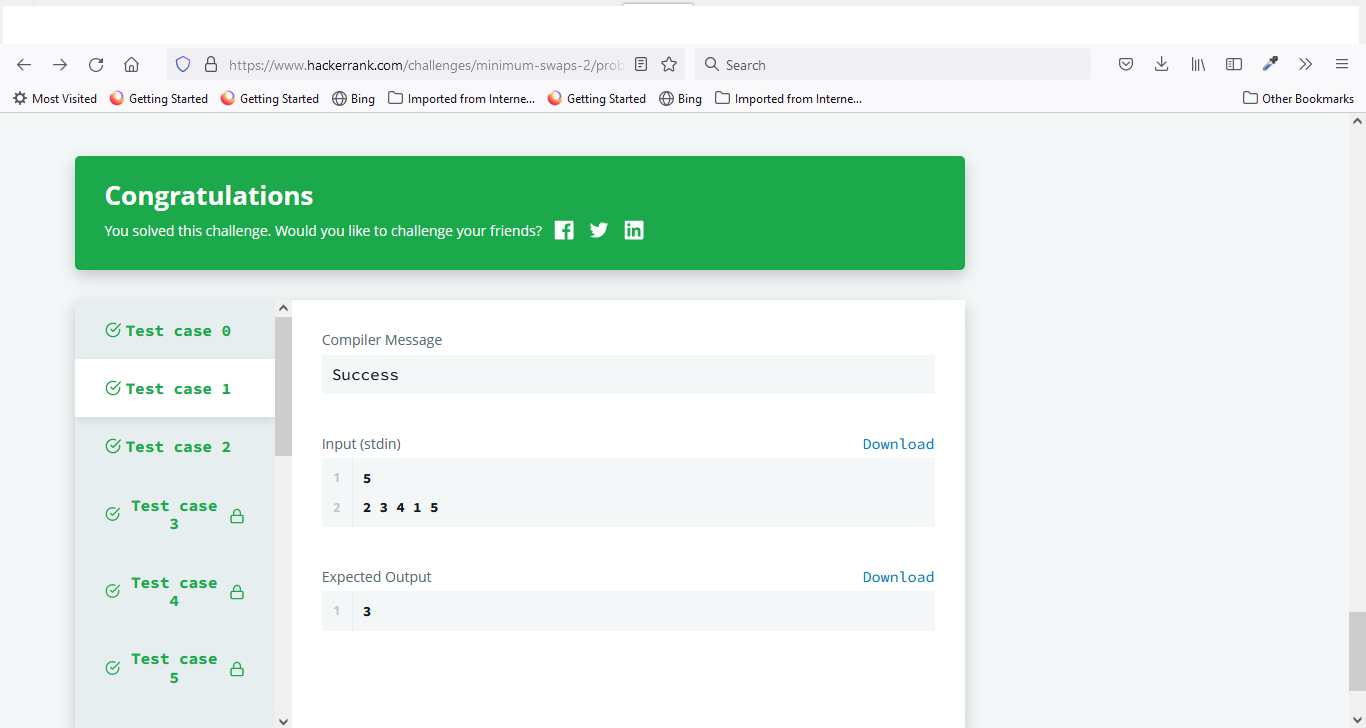 https://www.hackerrank.com/challenges/minimum-swaps-2/prob
Search
Most Visited Getting Started Getting Started Bing Imported from Interne... Getting Started Bing Imported from Interne... Other Bookmarks
Congratulations
You solved this challenge. Would you like to challenge your friends?
Test case 0
Test case 1
Test case 2
Test case
3
Test case
4
Test case
5
Compiler Message
Success
Input (stdin) Download
1 5
2 2 3 4 1 5
Expected Output Download
1 3